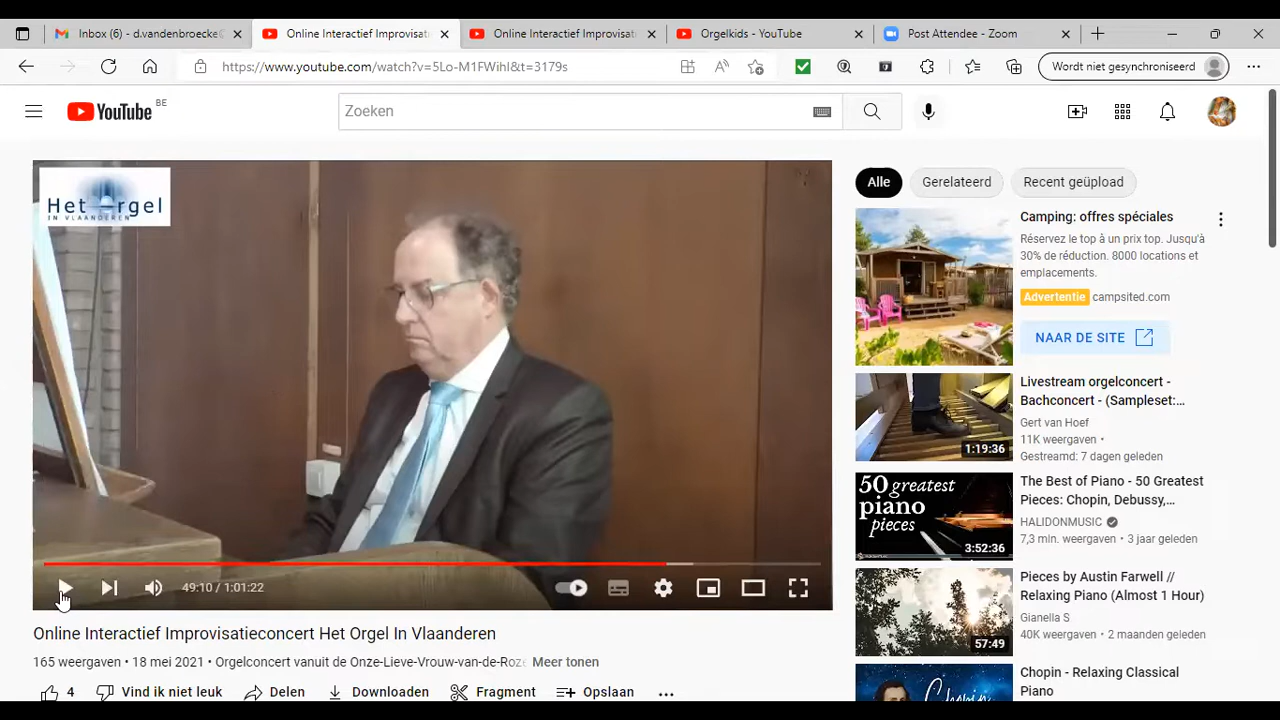 Inbox (6) - d.vandenbroecke@
Online Interactief Improvisat
Online Interactief Improvisat
Orgelkids - YouTube
Post Attendee - Zoom
https://www.youtube.com/watch?v=5Lo-M1FWihI&t=3179s
Wordt niet gesynchroniseerd
YouTube BE
Zoeken
Het Orgel
IN VLAANDEREN
49:10 / 1:01:22
Online Interactief Improvisatieconcert Het Orgel In Vlaanderen
165 weergaven • 18 mei 2021 • Orgelconcert vanuit de Onze-Lieve-Vrouw-van-de-Roze Meer tonen
4 Vind ik niet leuk Delen Downloaden Fragment Opslaan
Alle Gerelateerd Recent geüpload
Camping: offres spéciales
Réservez le top à un prix top. Jusqu'à
30% de réduction. 8000 locations et
emplacements.
Advertentie campsited.com
NAAR DE SITE
1:19:36
Livestream orgelconcert -
Bachconcert - (Sampleset:...
Gert van Hoef
11K weergaven •
Gestreamd: 7 dagen geleden
50 greatest
piano
pieces
3:52:36
The Best of Piano - 50 Greatest
Pieces: Chopin, Debussy,...
HALIDONMUSIC
7,3 mln. weergaven • 3 jaar geleden
57:49
Pieces by Austin Farwell //
Relaxing Piano (Almost 1 Hour)
Gianella S
40K weergaven • 2 maanden geleden
Chopin
Chopin - Relaxing Classical
Piano